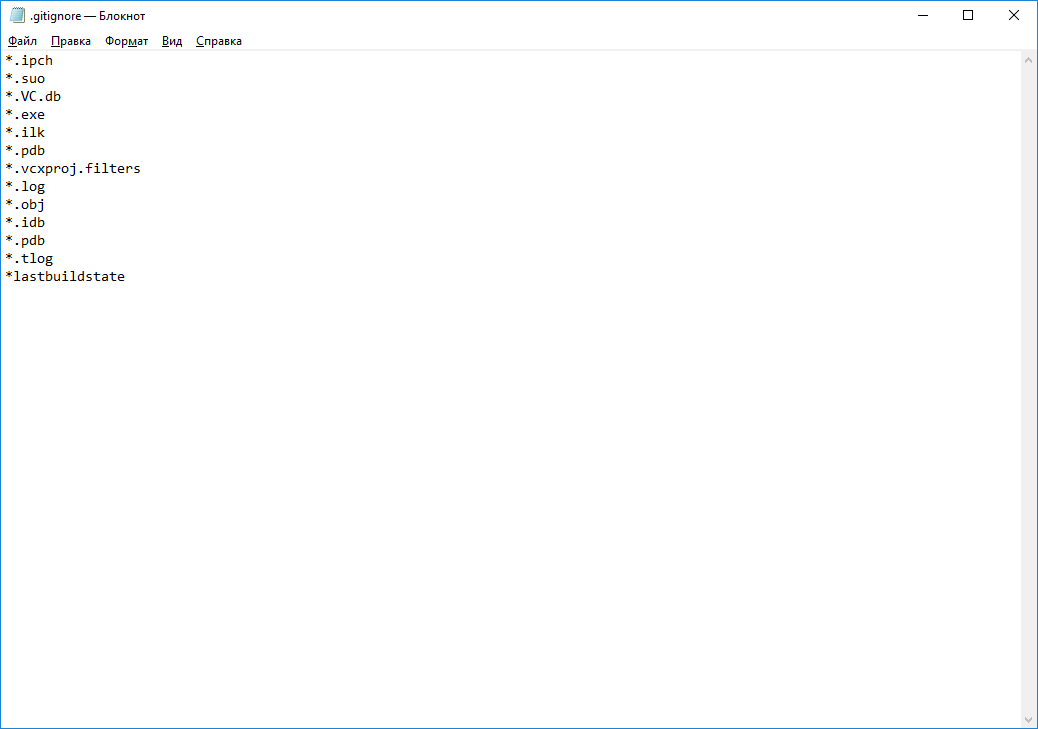 .gitignore — Блокнот
Файл Правка Формат Вид Справка
*.ipch
*.suo
*.VC.db
*.exe
*.ilk
*.pdb
*.vcxproj.filters
*.log
*.obj
*.idb
*.pdb
*.tlog
*lastbuildstate